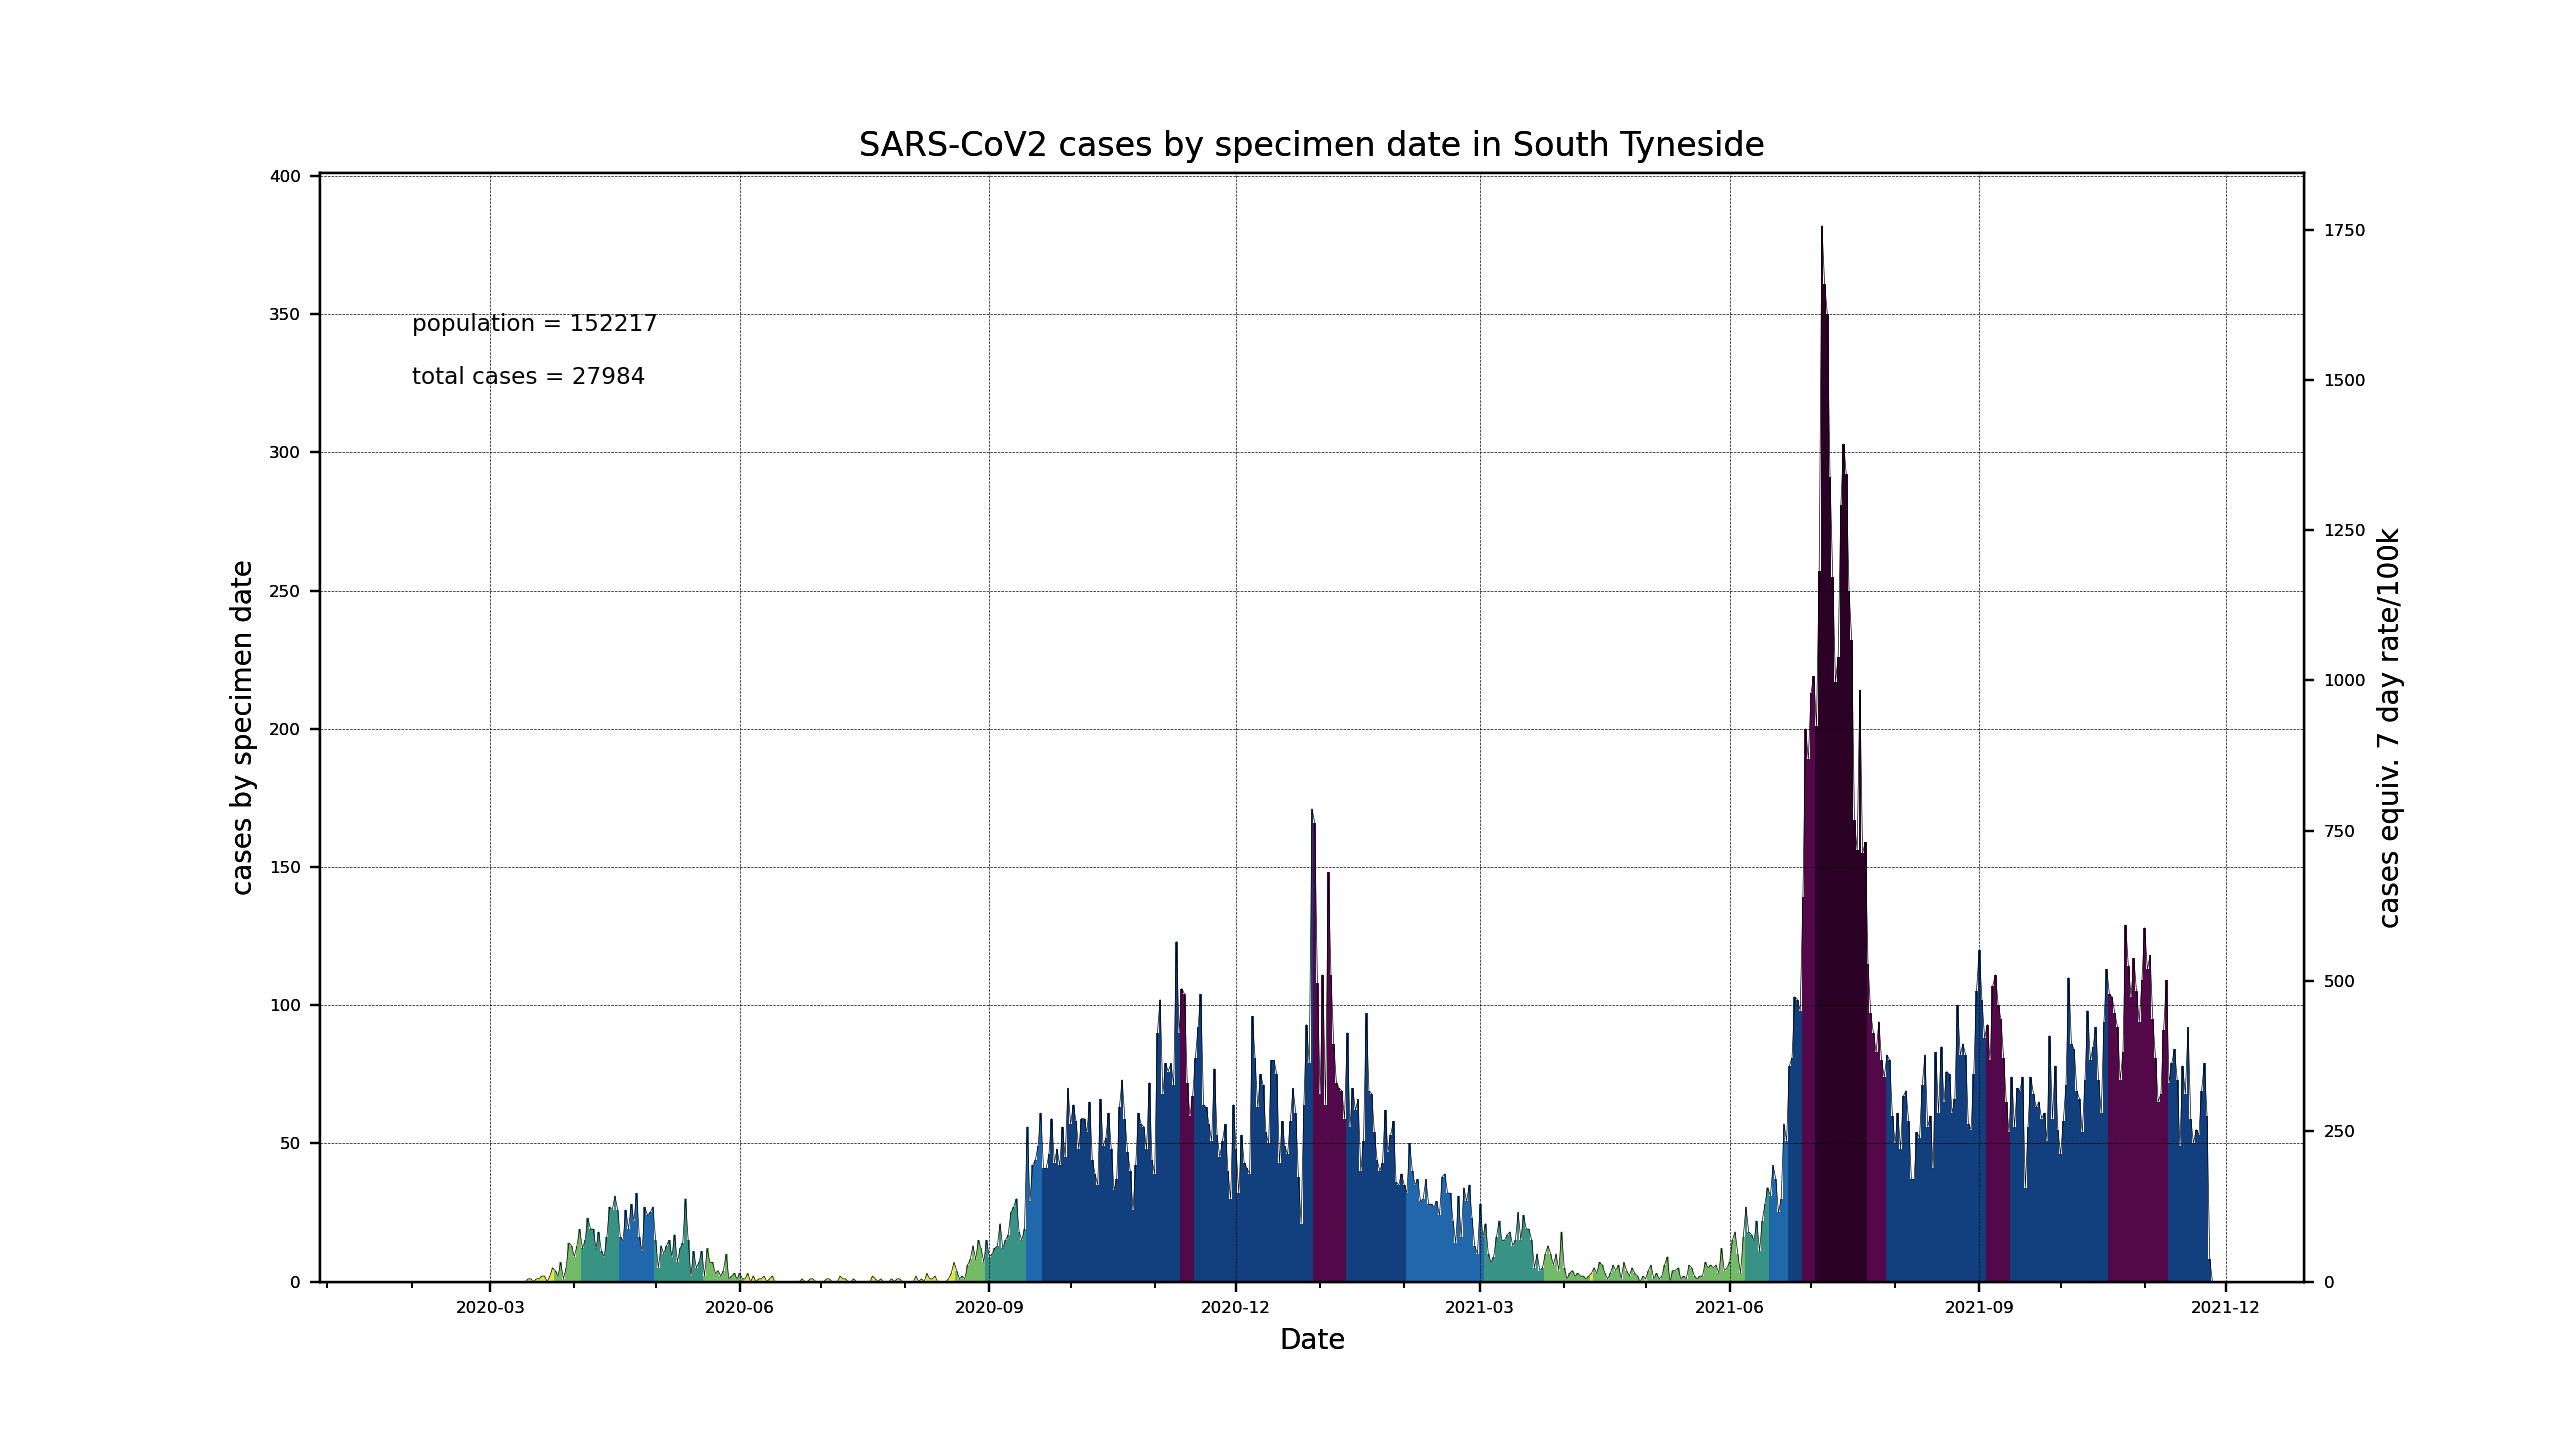 SARS-CoV2 cases by specimen date in South Tyneside
400
350
300
250
200
150
100
50
0
cases by specimen date
population = 152217
total cases = 27984
1750
1500
1250
1000
750
500
250
0
cases equiv. 7 day rate/100k
2020-03 2020-06 2020-09 2020-12 2021-03 2021-06 2021-09 2021-12
Date